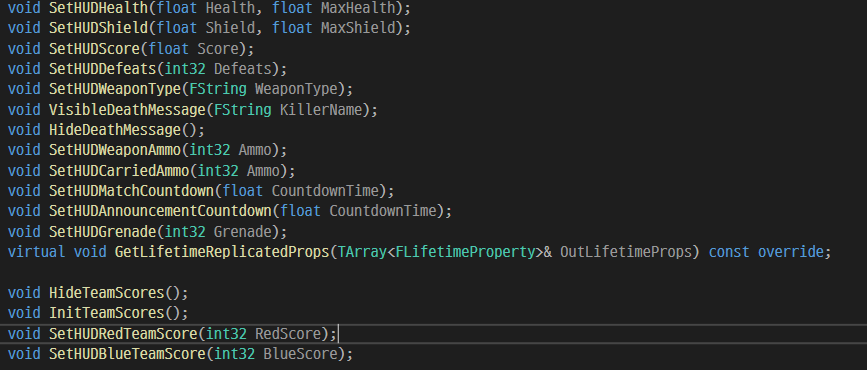 void SetHUDHealth(float Health, float MaxHealth);
void SetHUDShield(float Shield, float MaxShield);
void SetHUDScore(float Score);
void SetHUDDefeats(int32 Defeats);
void SetHUDWeaponType(FString WeaponType);
void VisibleDeathMessage(FString KillerName);
void HideDeathMessage();
void SetHUDWeaponAmmo(int32 Ammo);
void SetHUDCarriedAmmo(int32 Ammo);
void SetHUDMatchCountdown(float CountdownTime);
void SetHUDAnnouncementCountdown(float CountdownTime);
void SetHUDGrenade(int32 Grenade);
virtual void GetLifetimeReplicatedProps(TArray<FLifetimeProperty>& OutLifetimeProps) const override;
void HideTeamScores();
void InitTeamScores();
void SetHUDRedTeamScore(int32 RedScore);
void SetHUDBlueTeamScore(int32 BlueScore);